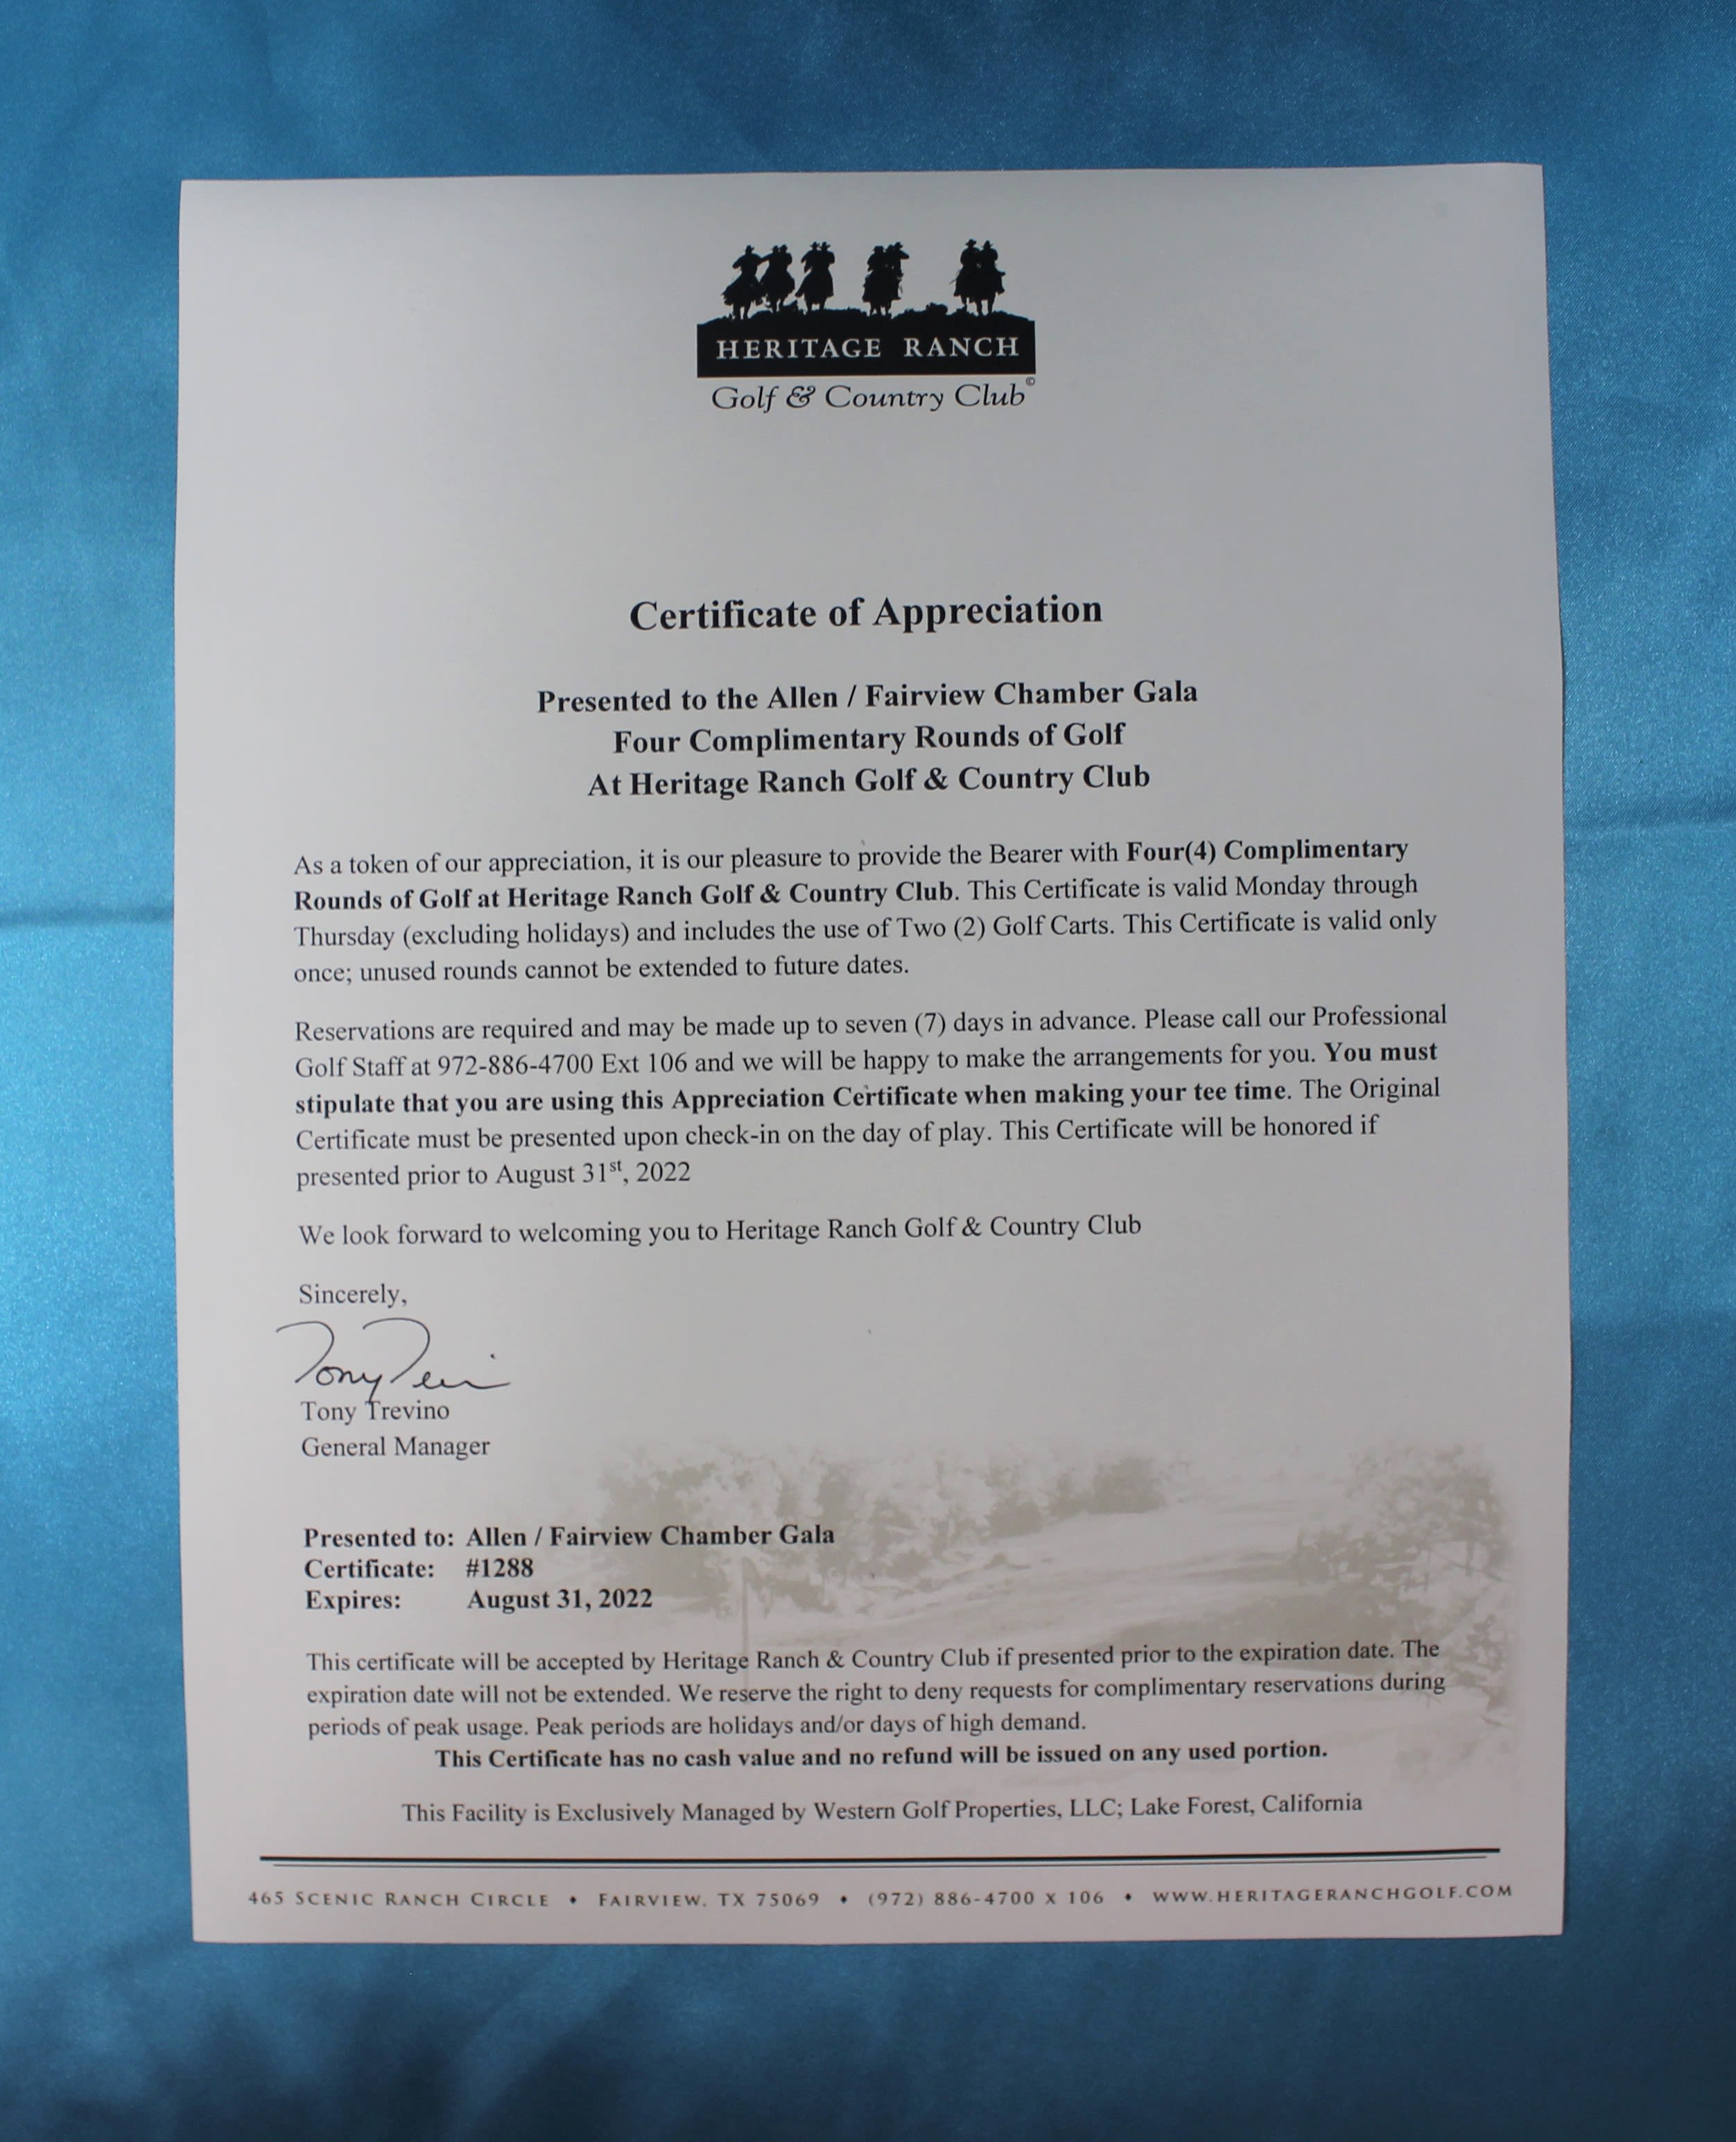 HERITAGE RANCH
Golf & Country Club©
Certificate of Appreciation
Presented to the Allen / Fairview Chamber Gala
Four Complimentary Rounds of Golf
At Heritage Ranch Golf & Country Club
As a token of our appreciation, it is our pleasure to provide the Bearer with Four(4) Complimentary
Rounds of Golf at Heritage Ranch Golf & Country Club. This Certificate is valid Monday through
Thursday (excluding holidays) and includes the use of Two (2) Golf Carts. This Certificate is valid only
once; unused rounds cannot be extended to future dates.
Reservations are required and may be made up to seven (7) days in advance. Please call our Professional
Golf Staff at 972-886-4700 Ext 106 and we will be happy to make the arrangements for you. You must
stipulate that you are using this Appreciation Certificate when making your tee time. The Original
Certificate must be presented upon check-in on the day of play. This Certificate will be honored if
presented prior to August 31st, 2022
We look forward to welcoming you to Heritage Ranch Golf & Country Club
Sincerely,
Tony Trevino
General Manager
Presented to: Allen / Fairview Chamber Gala
Certificate: #1288
Expires: August 31, 2022
This certificate will be accepted by Heritage Ranch & Country Club if presented prior to the expiration date. The
expiration date will not be extended. We reserve the right to deny requests for complimentary reservations during
periods of peak usage. Peak periods are holidays and/or days of high demand.
This Certificate has no cash value and no refund will be issued on any used portion.
This Facility is Exclusively Managed by Western Golf Properties, LLC; Lake Forest, California
465 SCENIC RANCH CIRCLE • FAIRVIEW, TX 75069 • (972) 886-4700 X 106 • WWW.HERITAGERANCHGOLF.COM